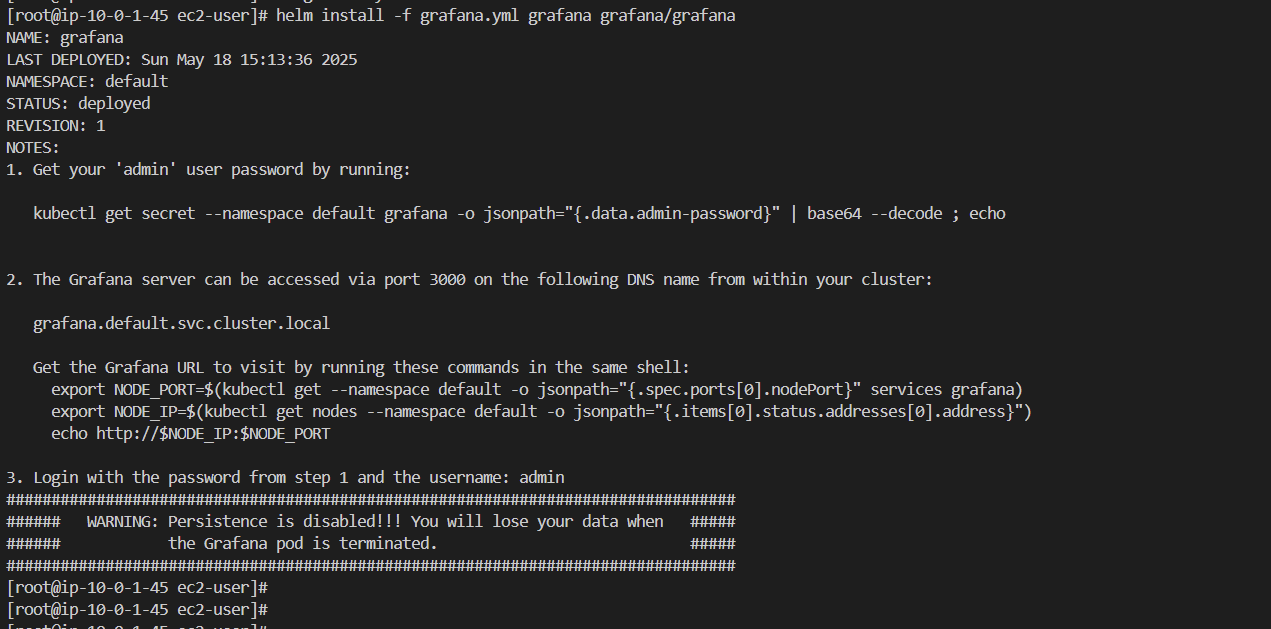 [root@ip-10-0-1-45 ec2-user]# helm install -f grafana.yml grafana grafana/grafana
NAME: grafana
LAST DEPLOYED: Sun May 18 15:13:36 2025
NAMESPACE: default
STATUS: deployed
REVISION: 1
NOTES:
1. Get your 'admin' user password by running:
kubectl get secret --namespace default grafana -o jsonpath="{.data.admin-password}" | base64 --decode ; echo
2. The Grafana server can be accessed via port 3000 on the following DNS name from within your cluster:
grafana.default.svc.cluster.local
Get the Grafana URL to visit by running these commands in the same shell:
export NODE_PORT=$(kubectl get --namespace default -o jsonpath="{.spec.ports[0].nodePort}" services grafana)
export NODE_IP=$(kubectl get nodes --namespace default -o jsonpath="{.items[0].status.addresses[0].address}")
echo http://$NODE_IP:$NODE_PORT
3. Login with the password from step 1 and the username: admin
#################################################################################
###### WARNING: Persistence is disabled!!! You will lose your data when #####
###### the Grafana pod is terminated. #####
#################################################################################
[root@ip-10-0-1-45 ec2-user]#
[root@ip-10-0-1-45 ec2-user]#
[root@ip-10-0-1-45 ec2-user]#